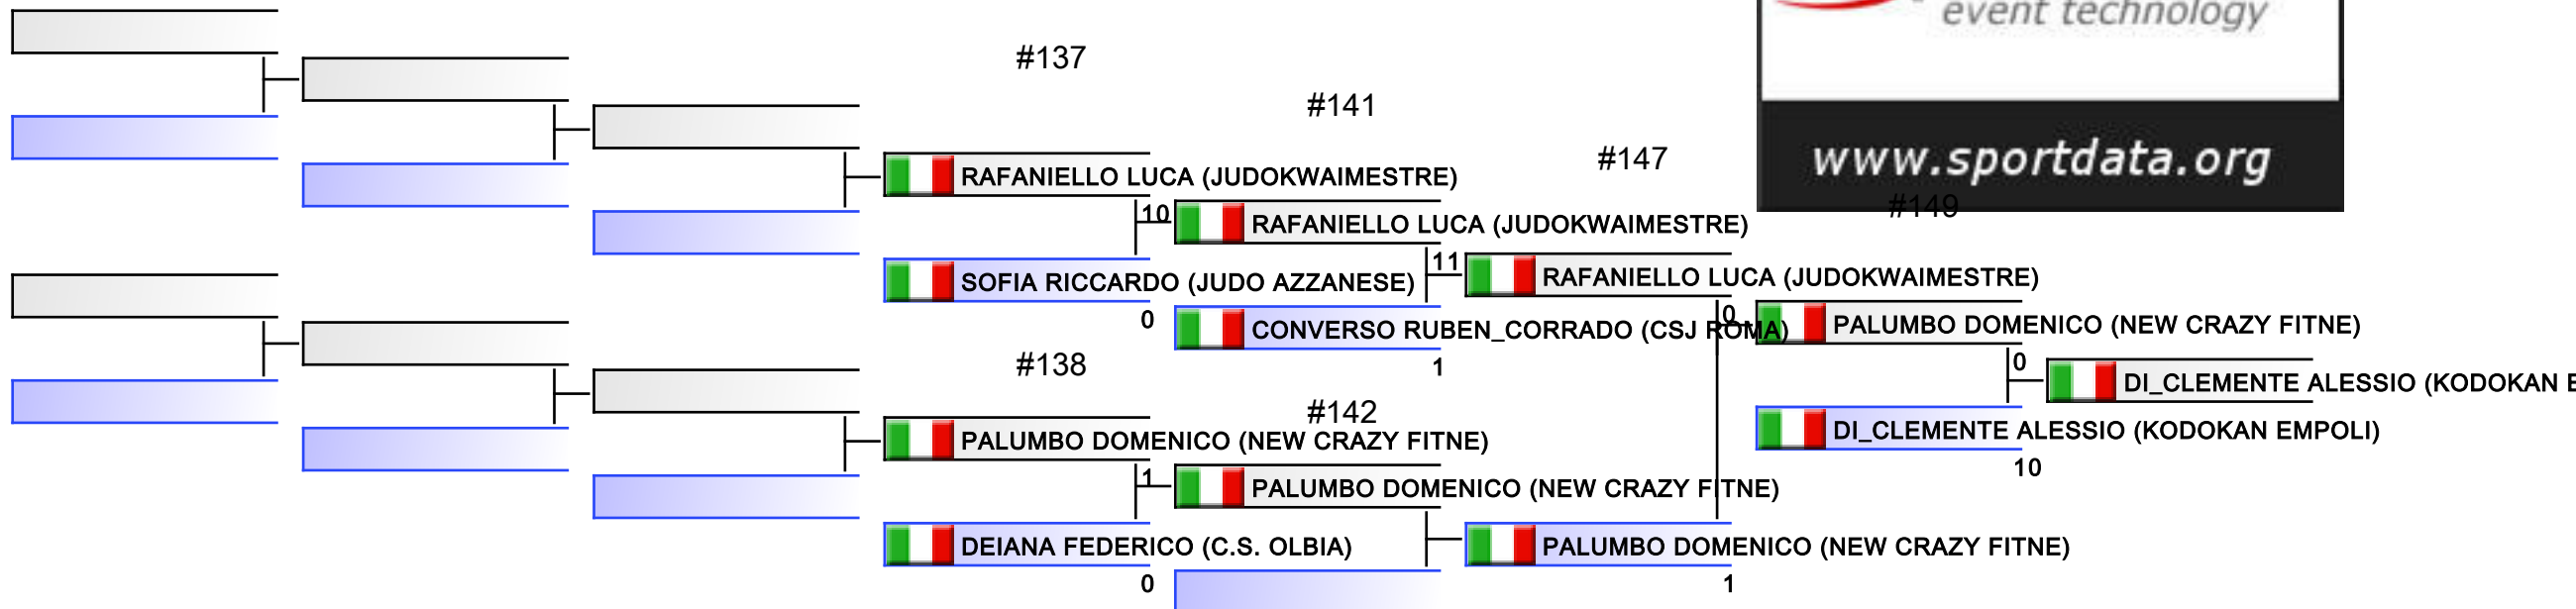 event technology
#137
#141
#147
www.sportdata.org
RAFANIELLO LUCA (JUDOKWAIMESTRE)
#149
10
RAFANIELLO LUCA (JUDOKWAIMESTRE)
11
SOFIA RICCARDO (JUDO AZZANESE)
RAFANIELLO LUCA (JUDOKWAIMESTRE)
0
0
CONVERSO RUBEN_CORRADO (CSJ ROMA)
PALUMBO DOMENICO (NEW CRAZY FITNE)
#138
1
0
DI_CLEMENTE ALESSIO (KODOKAN E
#142
PALUMBO DOMENICO (NEW CRAZY FITNE)
DI_CLEMENTE ALESSIO (KODOKAN EMPOLI)
10
1
PALUMBO DOMENICO (NEW CRAZY FITNE)
DEIANA FEDERICO (C.S. OLBIA)
PALUMBO DOMENICO (NEW CRAZY FITNE)
0
1